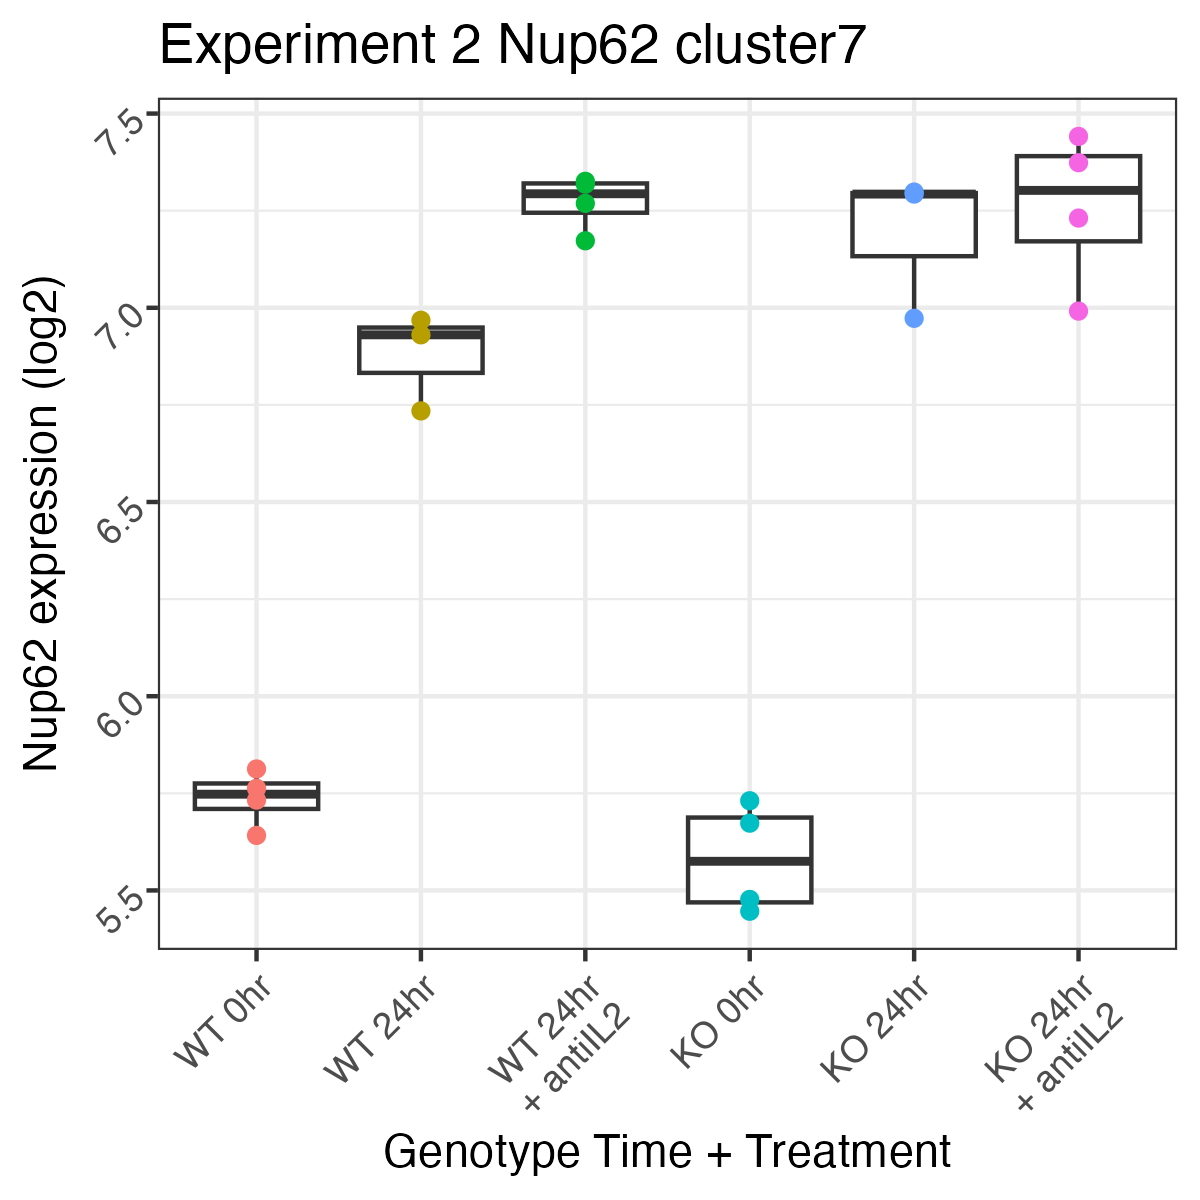 Experiment 2 Nup62 cluster7
Nup62 expression (log2)
7.5
7.0
6.5
6.0
5.5
WT 0hr
WT 24hr
WT 24hr
+ antiIL2
KO 0hr
KO 24hr
KO 24hr
+ antiIL2
Genotype Time + Treatment